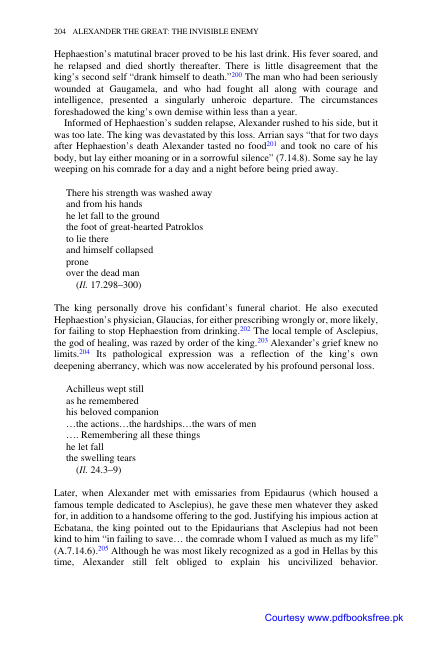 204 ALEXANDER THE GREAT: THE INVISIBLE ENEMY
Hephaestion's matutinal bracer proved to be his last drink. His fever soared, and
he relapsed and died shortly thereafter. There is little disagreement that the
king's second self “drank himself to death.”200 The man who had been seriously
wounded at Gaugamela, and who had fought all along with courage and
intelligence, presented a singularly unheroic departure. The circumstances
foreshadowed the king's own demise within less than a year.
Informed of Hephaestion's sudden relapse, Alexander rushed to his side, but it
was too late. The king was devastated by this loss. Arrian says “that for two days
after Hephaestion's death Alexander tasted no food201 and took no care of his
body, but lay either moaning or in a sorrowful silence” (7.14.8). Some say he lay
weeping on his comrade for a day and a night before being pried away.
There his strength was washed away
and from his hands
he let fall to the ground
the foot of great-hearted Patroklos
to lie there
and himself collapsed
prone
over the dead man
(Il. 17.298–300)
The king personally drove his confidant's funeral chariot. He also executed
Hephaestion's physician, Glaucias, for either prescribing wrongly or, more likely,
for failing to stop Hephaestion from drinking.202 The local temple of Asclepius,
the god of healing, was razed by order of the king.203 Alexander's grief knew no
limits.204 Its pathological expression was a reflection of the king's own
deepening aberrancy, which was now accelerated by his profound personal loss.
Achilleus wept still
as he remembered
his beloved companion
…the actions…the hardships…the wars of men
…. Remembering all these things
he let fall
the swelling tears
(Il. 24.3–9)
Later, when Alexander met with emissaries from Epidaurus (which housed a
famous temple dedicated to Asclepius), he gave these men whatever they asked
for, in addition to a handsome offering to the god. Justifying his impious action at
Ecbatana, the king pointed out to the Epidaurians that Asclepius had not been
kind to him “in failing to save… the comrade whom I valued as much as my life”
(A.7.14.6).205 Although he was most likely recognized as a god in Hellas by this
time, Alexander still felt obliged to explain his uncivilized behavior.
Courtesy www.pdfbooksfree.pk